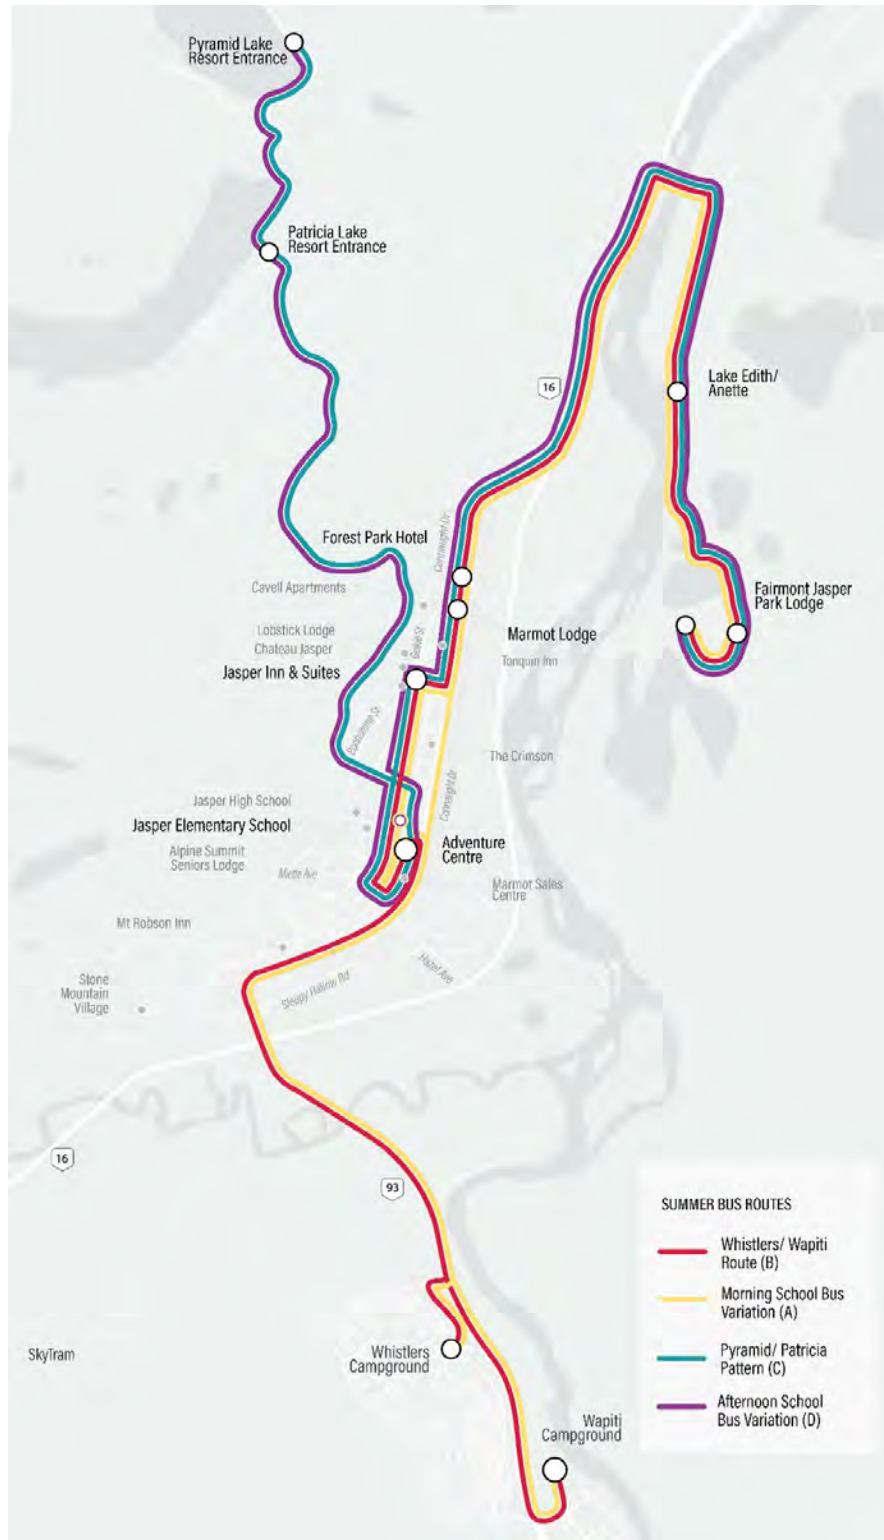 Pyramid Lake
Resort Entrance
Patricia Lake
Resort Entrance
16
Lake Edith/
Anette
Forest Park Hotel
Connaught Dr
Cavell Apartments
Fairmont Jasper
Park Lodge
Lobstick Lodge
Chateau Jasper
Geikie St
Marmot Lodge
Jasper Inn & Suites
Tonquin Inn
Bonhomme St
The Crimson
Connaught Dr
Jasper High School
Jasper Elementary School
Adventure
Centre
Alpine Summit
Seniors Lodge
Miette Ave
Marmot Sales
Centre
Mt Robson Inn
Hazel Ave
Stone
Mountain
Village
Sleepy Hallow Rd
16
93
SUMMER BUS ROUTES
Whistlers/ Wapiti
Route (B)
Morning School Bus
Variation (A)
Pyramid/ Patricia
Pattern (C)
Afternoon School
Bus Variation (D)
SkyTram
Whistlers
Campground
Wapiti
Campground